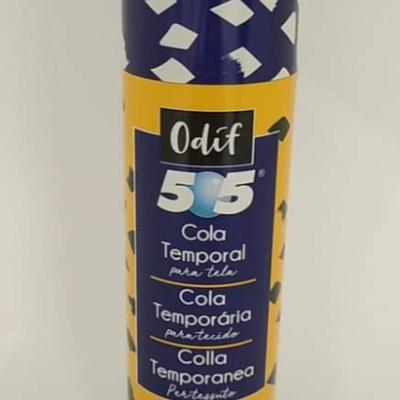 Odif
505®
Cola
Temporal
para tela
Cola
Temporária
para tecido
Colla
Temporanea
Per tessuto